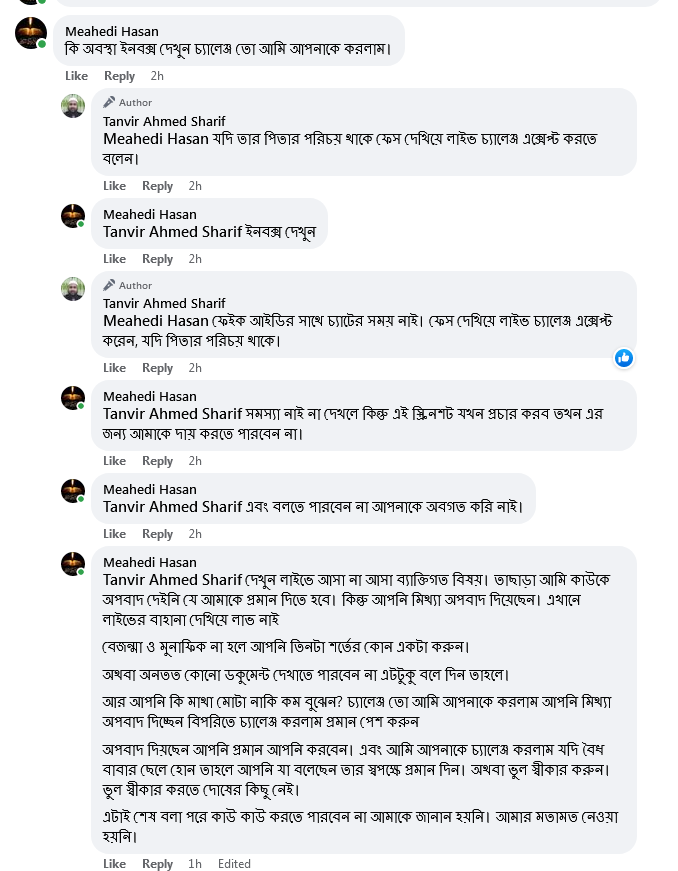 Meahedi Hasan
কি অবস্থা ইনবক্স দেখুন চ্যালেঞ্জ তো আমি আপনাকে করলাম।
Like Reply 2h
Author
Tanvir Ahmed Sharif
Meahedi Hasan যদি তার পিতার পরিচয় থাকে ফেস দেখিয়ে লাইভ চ্যালেঞ্জ এক্সেপ্ট করতে
বলেন।
Like Reply 2h
Meahedi Hasan
Tanvir Ahmed Sharif ইনবক্স দেখুন
Like Reply 2h
Author
Tanvir Ahmed Sharif
Meahedi Hasan ফেইক আইডির সাথে চ্যাটের সময় নাই। ফেস দেখিয়ে লাইভ চ্যালেঞ্জ এক্সেপ্ট
করেন, যদি পিতার পরিচয় থাকে।
Like Reply 2h
Meahedi Hasan
Tanvir Ahmed Sharif সমস্যা নাই না দেখলে কিন্তু এই স্ক্রিনশট যখন প্রচার করব তখন এর
জন্য আমাকে দায় করতে পারবেন না।
Like Reply 2h
Meahedi Hasan
Tanvir Ahmed Sharif এবং বলতে পারবেন না আপনাকে অবগত করি নাই।
Like Reply 2h
Meahedi Hasan
Tanvir Ahmed Sharif দেখুন লাইভে আসা না আসা ব্যাক্তিগত বিষয়। তাছাড়া আমি কাউকে
অপবাদ দেইনি যে আমাকে প্রমান দিতে হবে। কিন্তু আপনি মিথ্যা অপবাদ দিয়েছেন। এখানে
লাইভের বাহানা দেখিয়ে লাভ নাই
বেজন্মা ও মুনাফিক না হলে আপনি তিনটা শর্তের কোন একটা করুন।
অথবা অনতত কোনো ডকুমেন্ট দেখাতে পারবেন না এটটুকু বলে দিন তাহলে।
আর আপনি কি মাথা মোটা নাকি কম বুঝেন? চ্যালেঞ্জ তো আমি আপনাকে করলাম আপনি মিথ্যা
অপবাদ দিচ্ছেন বিপরিতে চ্যালেঞ্জ করলাম প্রমান পেশ করুন
অপবাদ দিয়ছেন আপনি প্রমান আপনি করবেন। এবং আমি আপনাকে চ্যালেঞ্জ করলাম যদি বৈধ
বাবার ছেলে হোন তাহলে আপনি যা বলেছেন তার স্বপক্ষে প্রমান দিন। অথবা ভুল স্বীকার করুন।
ভুল স্বীকার করতে দোষের কিছু নেই।
এটাই শেষ বলা পরে কাউ কাউ করতে পারবেন না আমাকে জানান হয়নি। আমার মতামত নেওয়া
হয়নি।
Like Reply 1h Edited